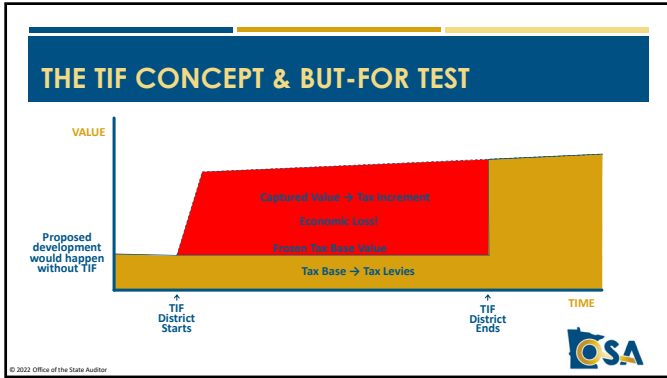 THE TIF CONCEPT & BUT-FOR TEST
VALUE
Captured Value → Tax Increment
Economic Loss!
Frozen Tax Base Value
Proposed
development
would happen
without TIF
Tax Base → Tax Levies
TIME
↑
TIF
District
Starts
↑
TIF
District
Ends
OSA
© 2022 Office of the State Auditor